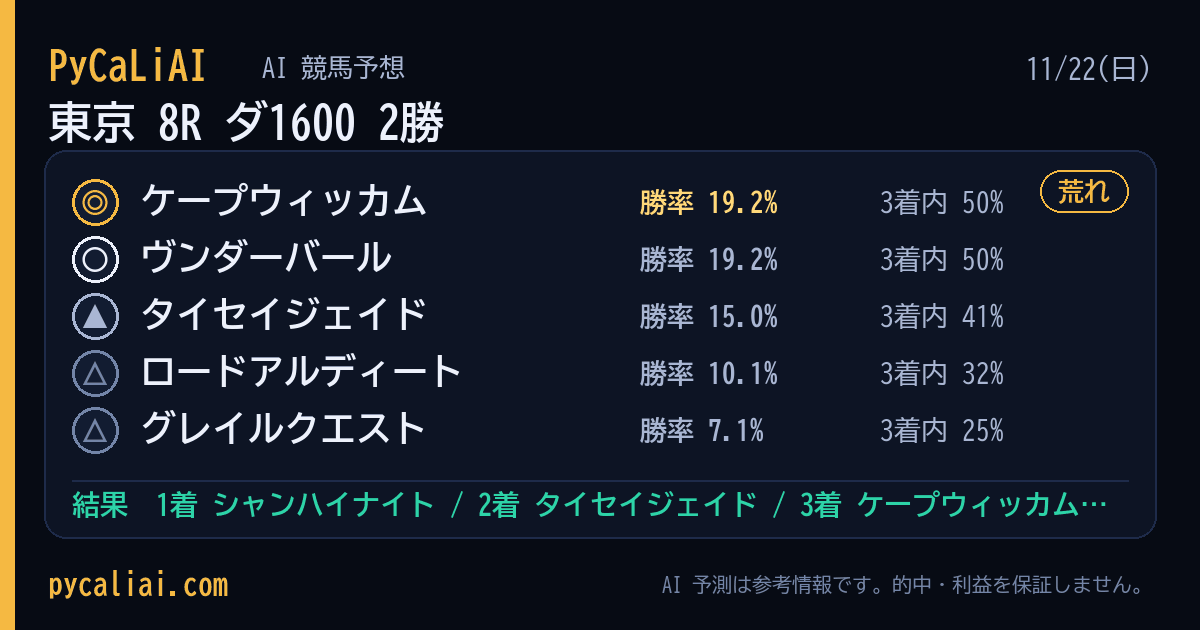 PyCaLiAI AI 競馬予想 11/22(日)
東京 8R ダ1600 2勝
◎ ケープウィッカム 勝率 19.2% 3着内 50% 荒れ
○ ヴンダーバール 勝率 19.2% 3着内 50%
▲ タイセイジェイド 勝率 15.0% 3着内 41%
△ ロードアルディート 勝率 10.1% 3着内 32%
△ グレイルクエスト 勝率 7.1% 3着内 25%
結果 1着 シャンハイナイト / 2着 タイセイジェイド / 3着 ケープウィッカム…
pycaliai.com AI 予測は参考情報です。的中・利益を保証しません。